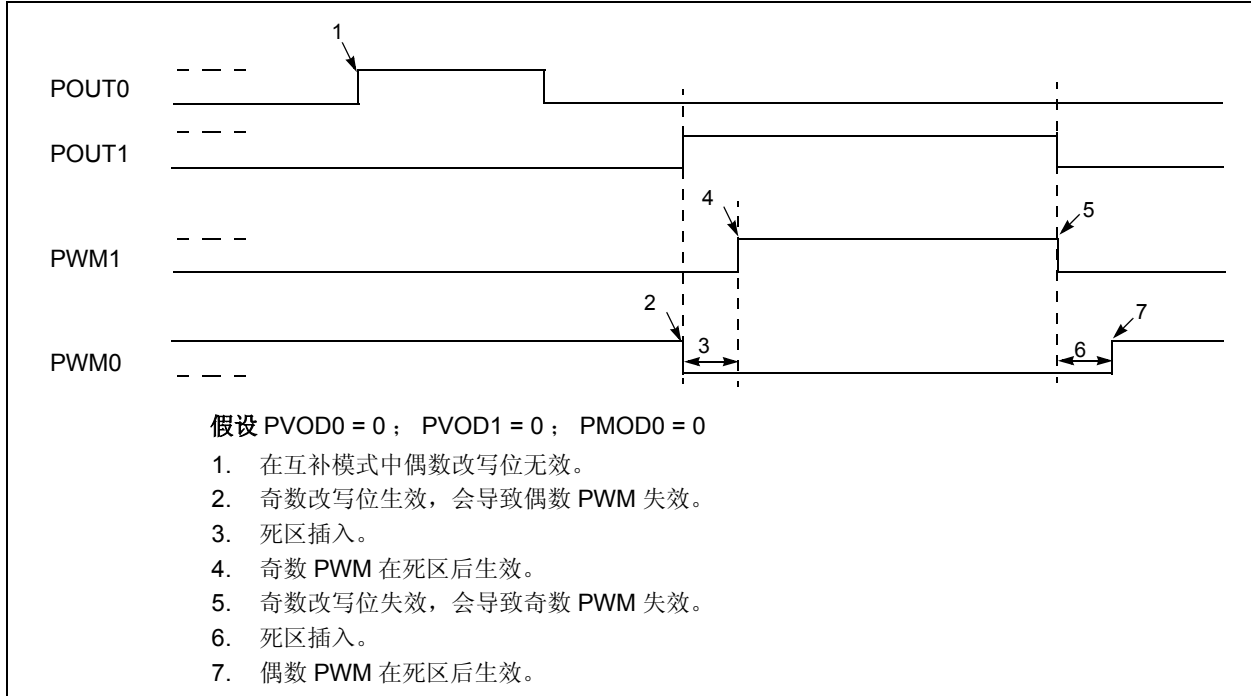 1
POUT0
POUT1
4
5
PWM1
2
7
3
6
PWM0
假设 PVOD0 = 0 ； PVOD1 = 0 ； PMOD0 = 0
1. 在互补模式中偶数改写位无效。
2. 奇数改写位生效，会导致偶数 PWM 失效。
3. 死区插入。
4. 奇数 PWM 在死区后生效。
5. 奇数改写位失效，会导致奇数 PWM 失效。
6. 死区插入。
7. 偶数 PWM 在死区后生效。